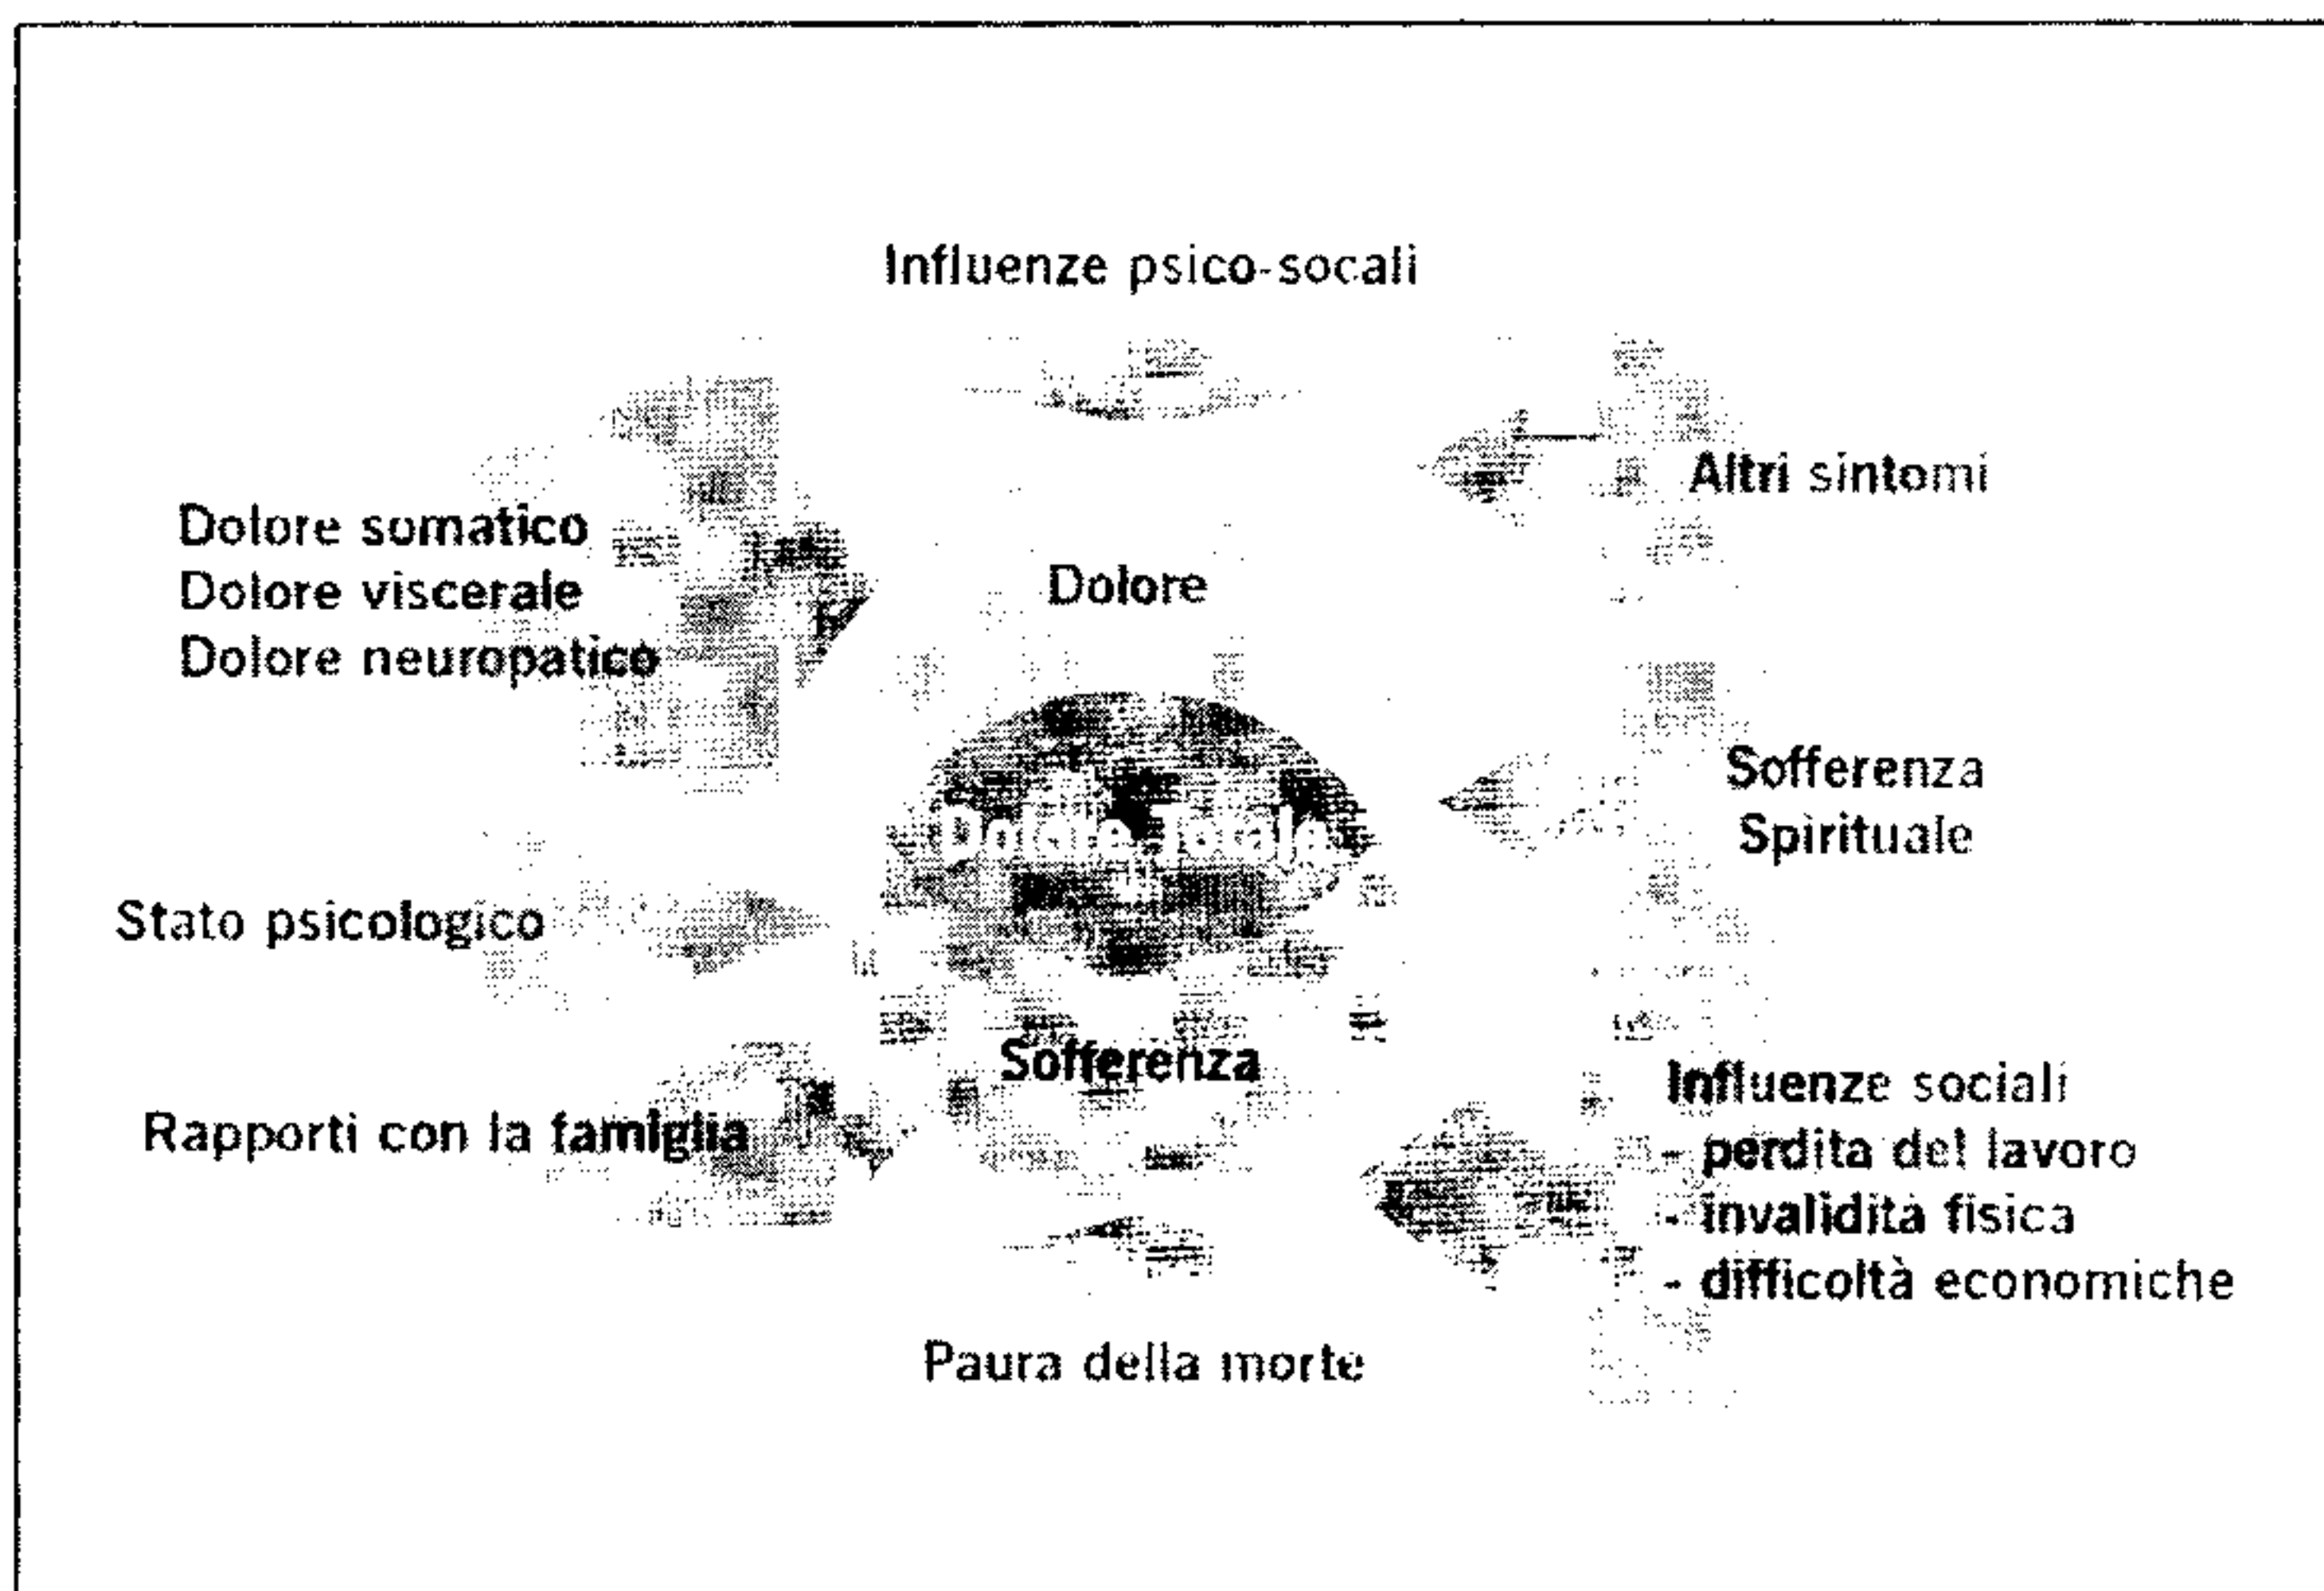 Influenze psico-socali
Altri sintomi
Dolore somatico
Dolore viscerale
Dolore neuropatico
Dolore
Sofferenza
Spirituale
Stato psicologico
Sofferenza
Rapporti con la famiglia
Influenze sociali
- perdita del lavoro
- invalidità fisica
- difficoltà economiche
Paura della morte